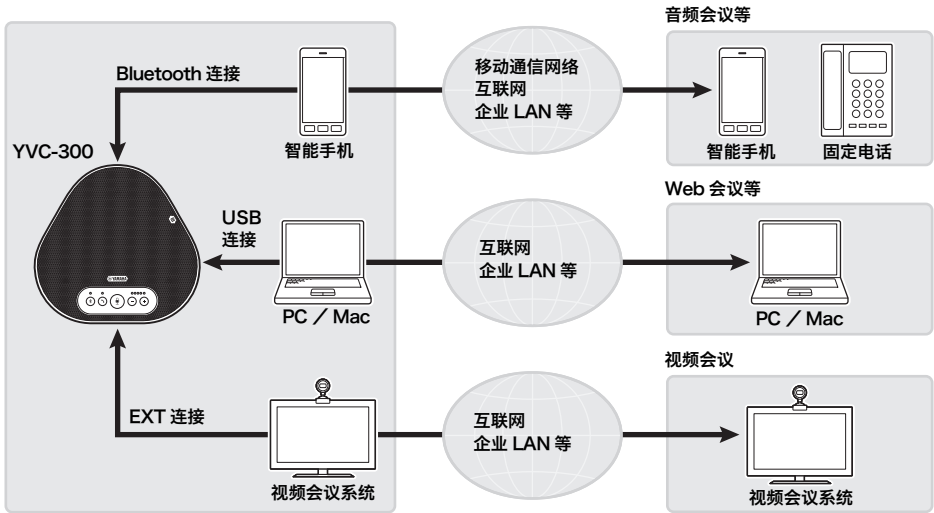 音频会议等
Bluetooth 连接
移动通信网络
互联网
企业 LAN 等
YVC-300
智能手机
智能手机
固定电话
Web 会议等
USB
连接
互联网
企业 LAN 等
YAMAHA
PC ／ Mac
PC ／ Mac
视频会议
EXT 连接
互联网
企业 LAN 等
视频会议系统
视频会议系统